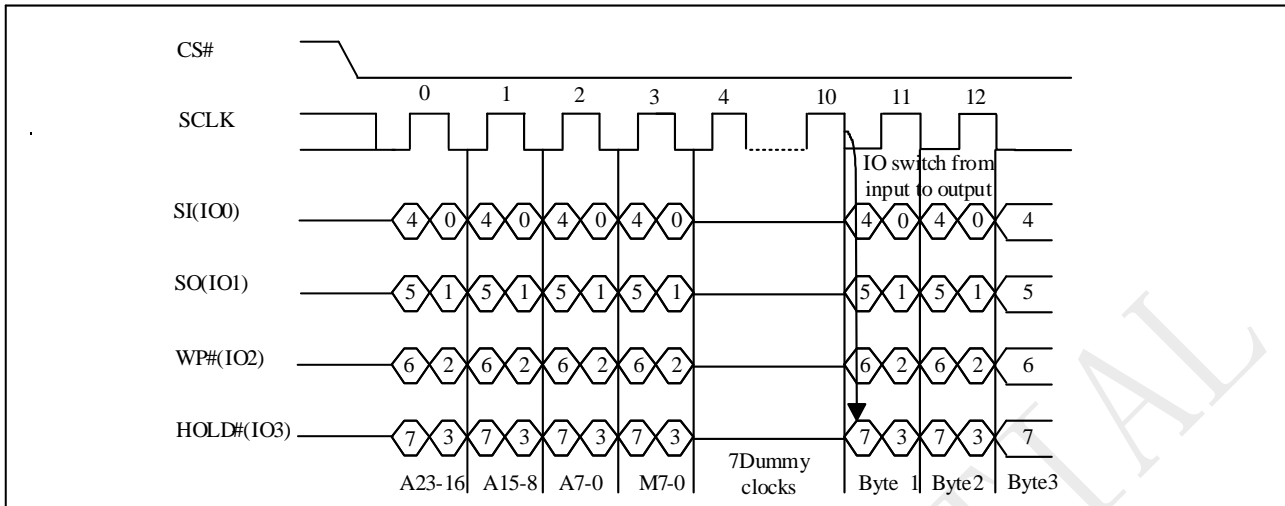 CS#
0 1 2 3 4 10 11 12
SCLK
IO switch from
input to output
SI(IO0)
4 0 4 0 4 0 4 0 4 0 4 0 4
SO(IO1)
5 1 5 1 5 1 5 1 5 1 5 1 5
WP#(IO2)
6 2 6 2 6 2 6 2 6 2 6 2 6
HOLD#(IO3)
7 3 7 3 7 3 7 3 7 3 7 3 7
A23-16 A15-8 A7-0 M7-0 7Dummy Byte 1 Byte2 Byte3
clocks